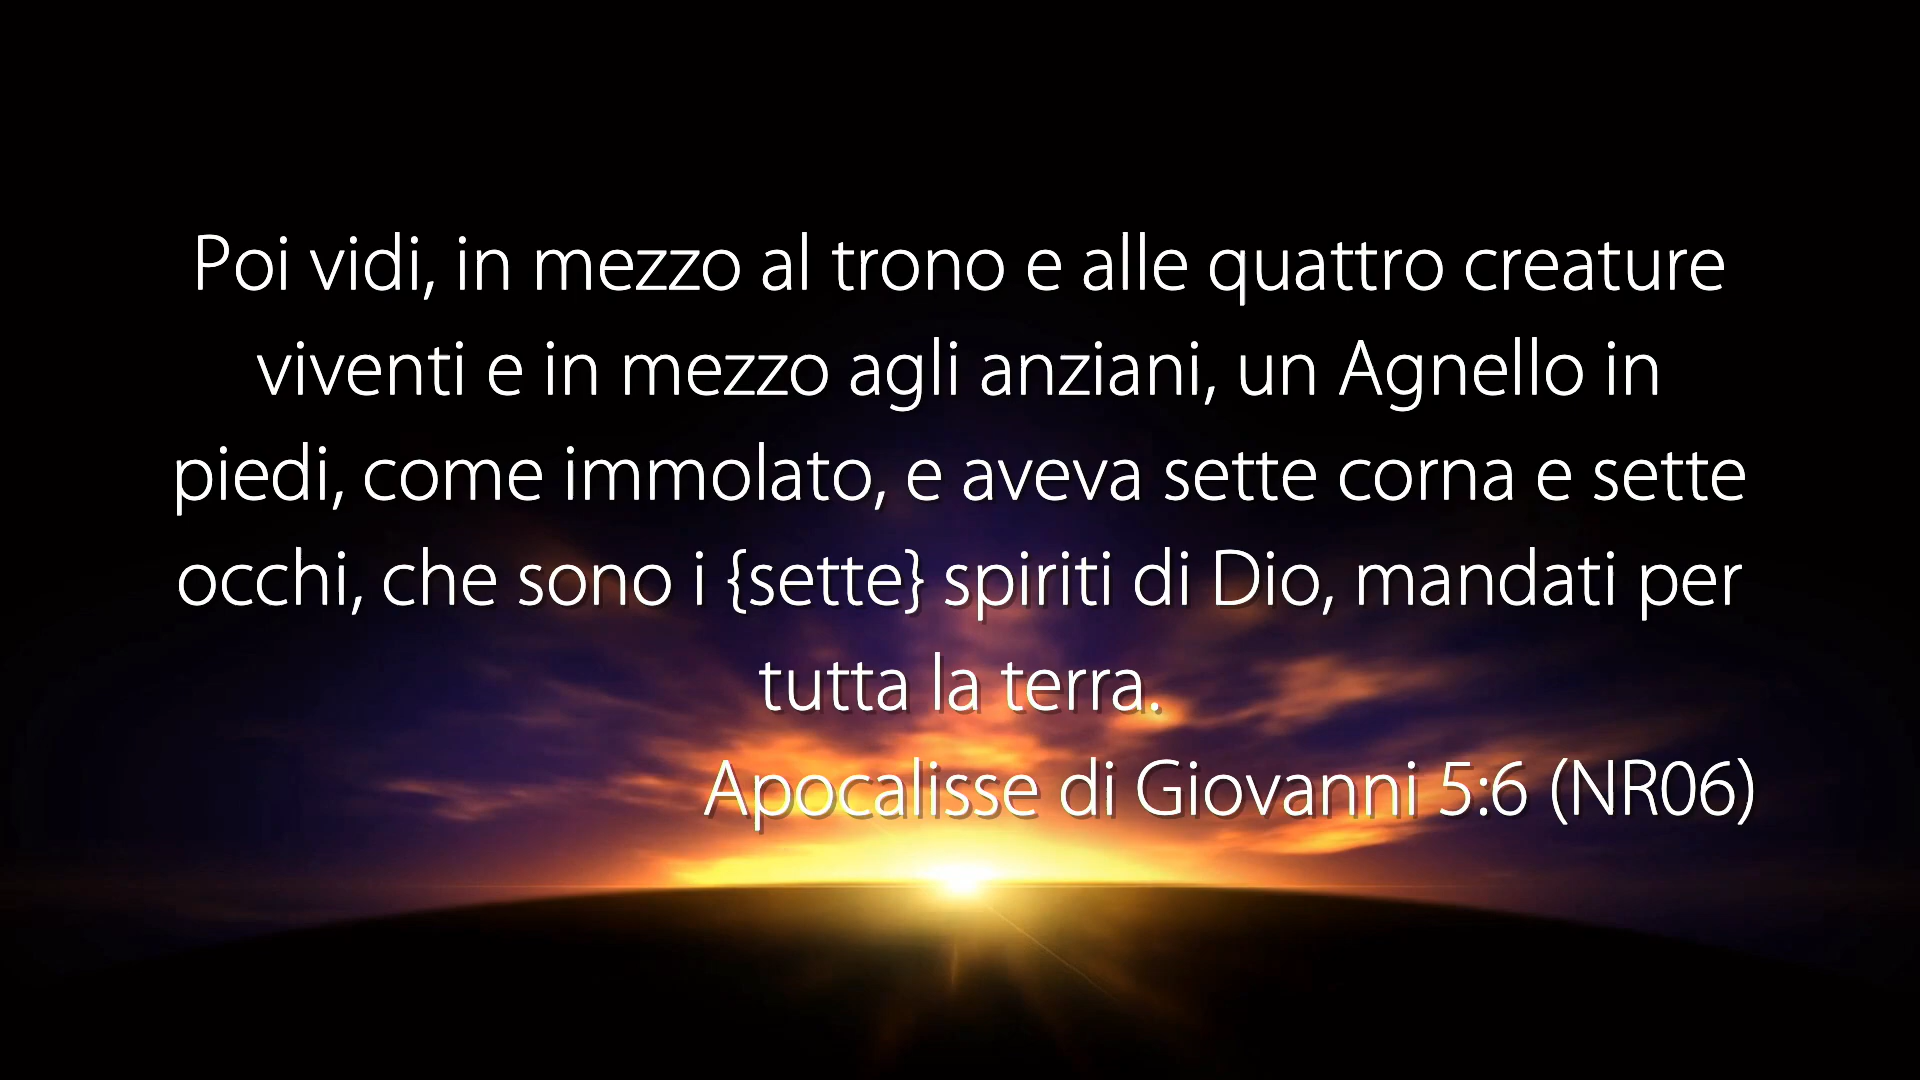 Poi vidi, in mezzo al trono e alle quattro creature
viventi e in mezzo agli anziani, un Agnello in
piedi, come immolato, e aveva sette corna e sette
occhi, che sono i {sette} spiriti di Dio, mandati per
tutta la terra.
Apocalisse di Giovanni 5:6 (NR06)